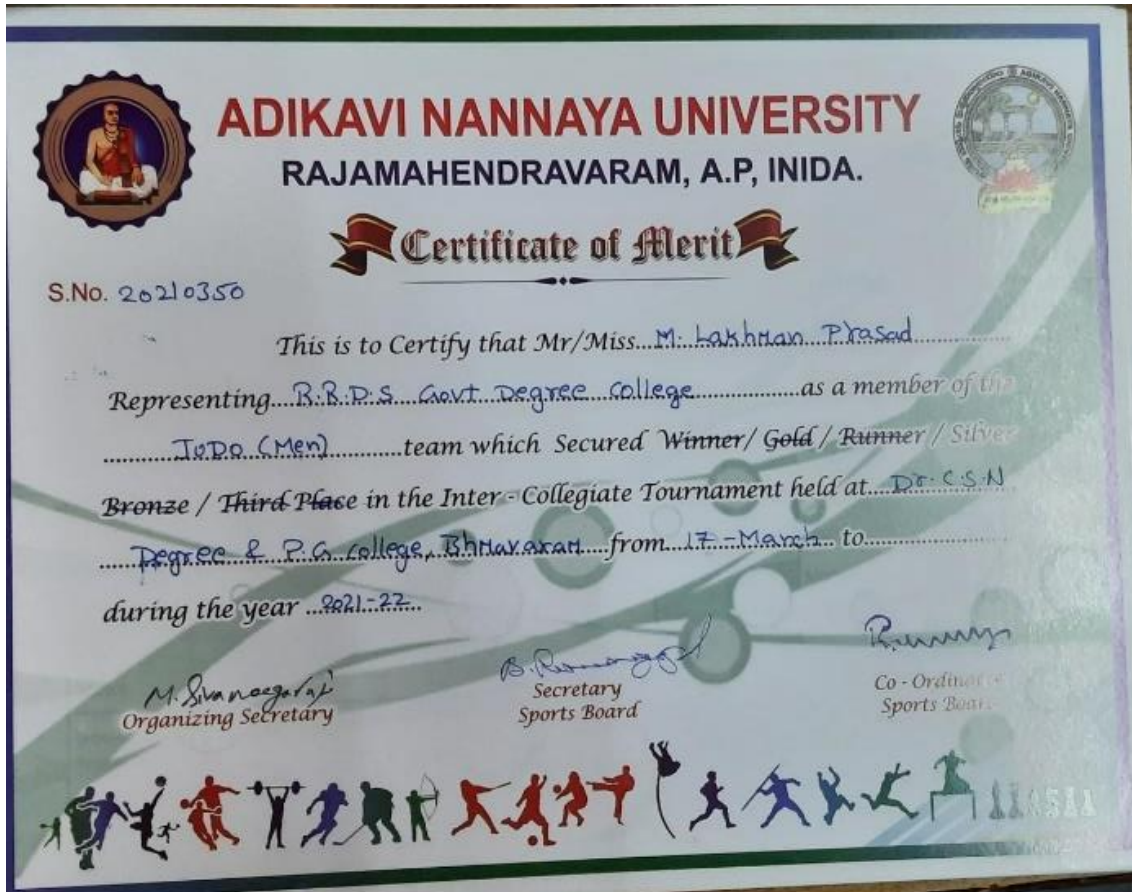 ADIKAVI NANNAYA UNIVERSITY
RAJAMAHENDRAVARAM, A.P, INIDA.
Certificate of Merit
S.No. 20210350
This is to Certify that Mr/Miss...M. Lakhman Prasad
Representing....R.R.D.S. Govt Degree College................as a member of the
JUDO (Men)............team which Secured Winner/ Gold / Runner / Silver
Bronze / Third Place in the Inter - Collegiate Tournament held at....Dr. C.S.N
Degree & P.G. College, Bhimavaram....from..17-March...to....................
during the year ...2021-22..
Organizing Secretary
Secretary
Sports Board
Co - Ordinator
Sports Board